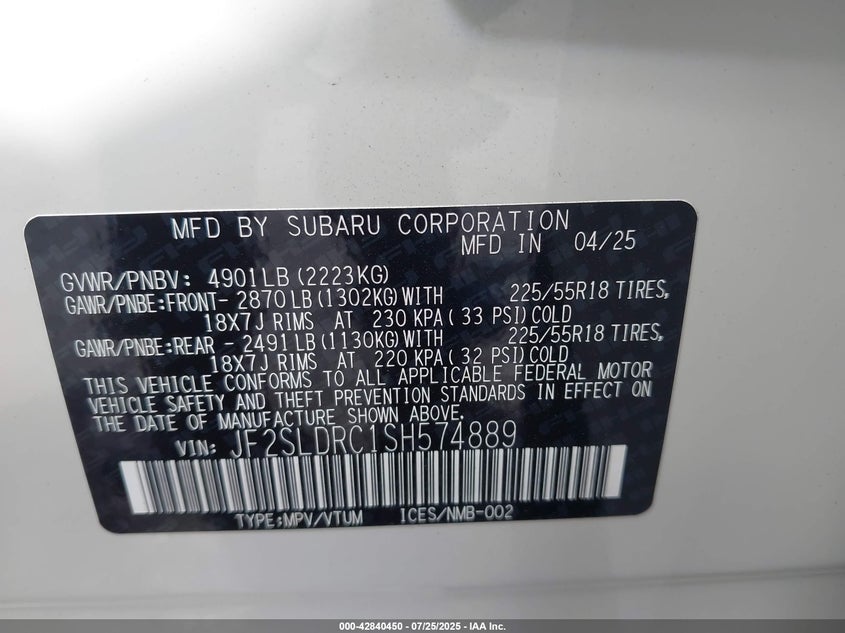 MFD BY SUBARU CORPORATION
MFD IN 04/25
GVWR/PNBV: 4901LB (2223KG)
GAWR/PNBE:FRONT- 2870LB (1302KG) WITH 225/55R18 TIRES,
18X7J RIMS AT 230 KPA ( 33 PSI) COLD
GAWR/PNBE:REAR - 2491LB (1130KG) WITH 225/55R18 TIRES,
18X7J RIMS AT 220 KPA ( 32 PSI) COLD
THIS VEHICLE CONFORMS TO ALL APPLICABLE FEDERAL MOTOR
VEHICLE SAFETY AND THEFT PREVENTION STANDARDS IN EFFECT ON
THE DATE OF MANUFACTURE SHOWN ABOVE.
VIN: JF2SLDRC1SH574889
TYPE:MPV/VTUM ICES/NMB-002
000-42840450 - 07/25/2025 - IAA Inc.